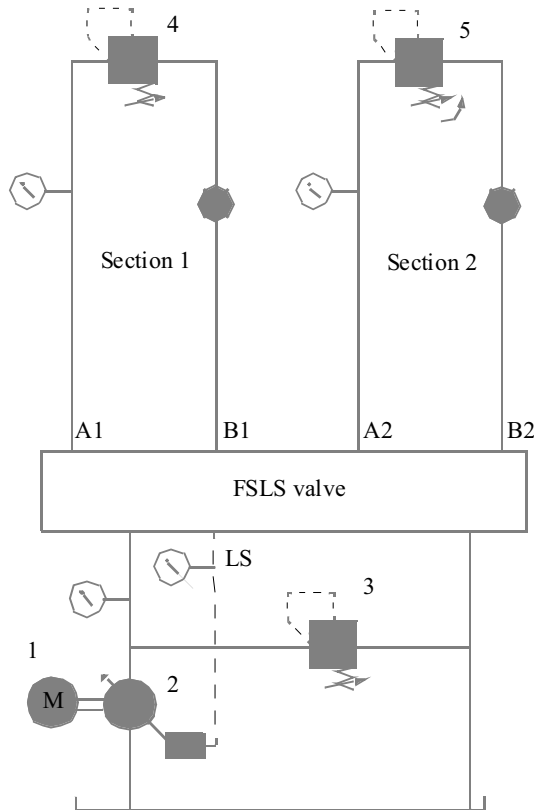 4
5
Section 1
Section 2
A1
B1
A2
B2
FSLS valve
LS
3
1
2
M